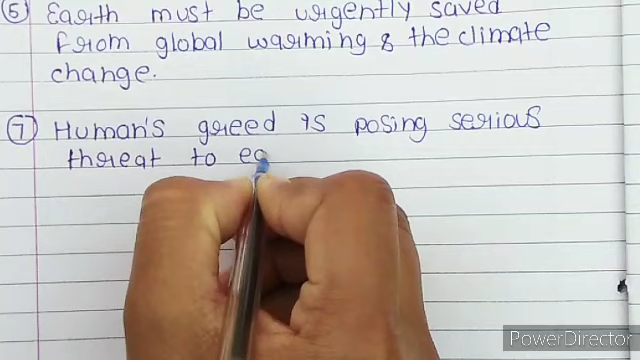 6 Earth must be urgently saved
from global warming & the climate
change.
7 Human's greed is posing serious
threat to ea
PowerDirector